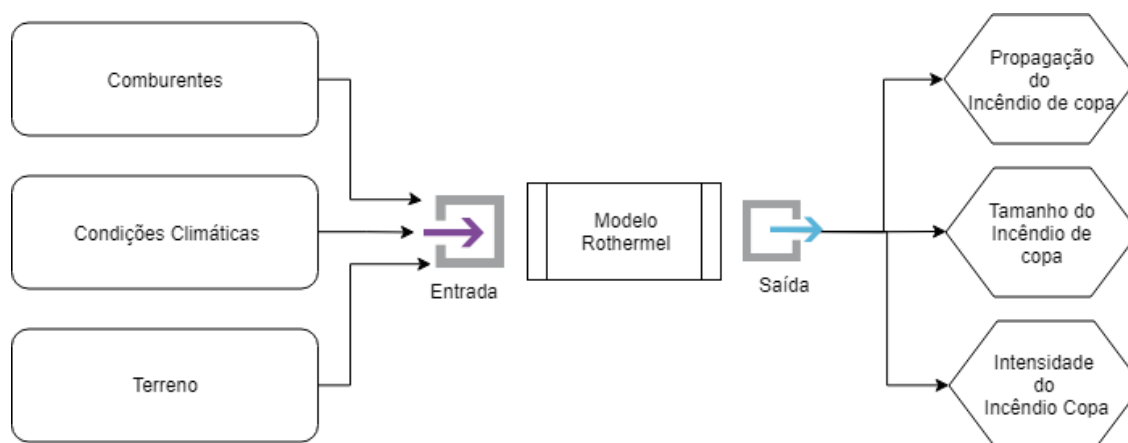 Comburentes
Condições Climáticas
Terreno
Entrada
Modelo
Rothermel
Saída
Propagação
do
Incêndio de copa
Tamanho do
Incêndio de
copa
Intensidade
do
Incêndio Copa